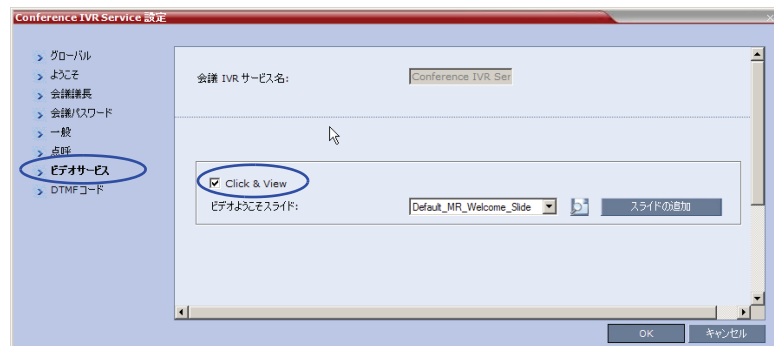 Conference IVR Service 設定
グローバル
ようこそ
会議議長
会議パスワード
一般
点呼
ビデオサービス
DTMFコード
会議 IVR サービス名:
Conference IVR Ser
Click & View
ビデオようこそスライド:
Default_MR_Welcome_Slide
スライドの追加
OK
キャンセル